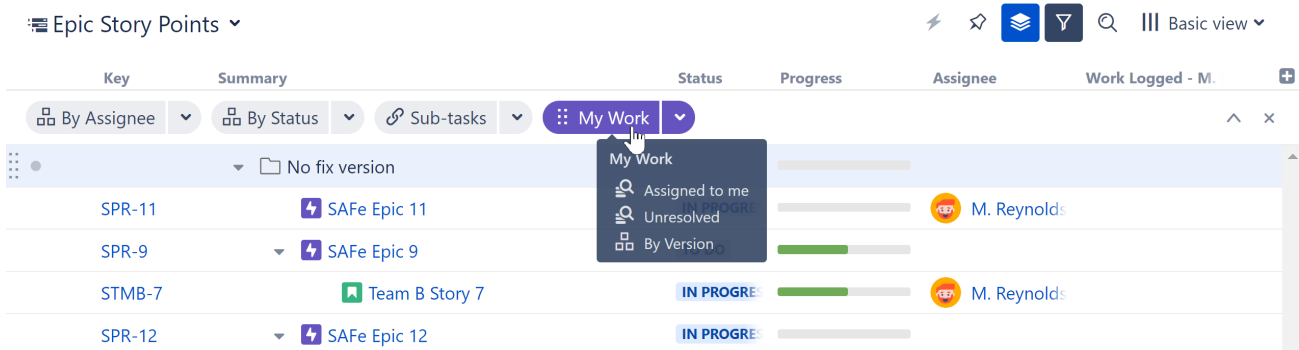 Epic Story Points
Basic view
Key Summary Status Progress Assignee Work Logged - M.
By Assignee By Status Sub-tasks My Work
My Work
No fix version
Assigned to me
SPR-11 SAFe Epic 11 M. Reynolds
Unresolved
By Version
SPR-9 SAFe Epic 9
STMB-7 Team B Story 7 IN PROGRES M. Reynolds
SPR-12 SAFe Epic 12 IN PROGRES